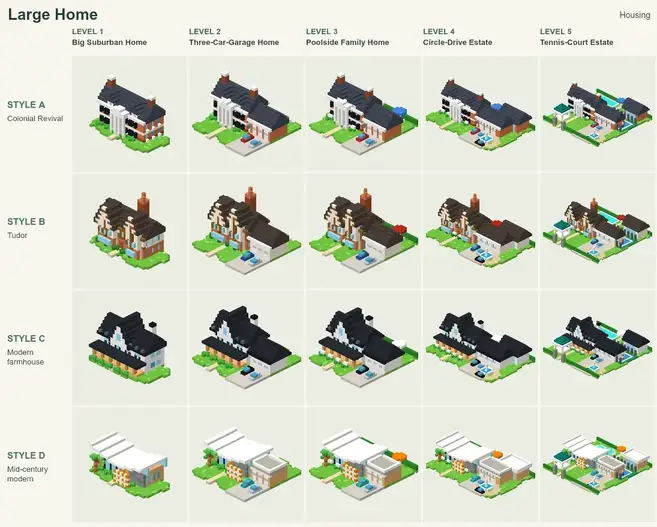 Large Home
Housing
LEVEL 1
Big Suburban Home
LEVEL 2
Three-Car-Garage Home
LEVEL 3
Poolside Family Home
LEVEL 4
Circle-Drive Estate
LEVEL 5
Tennis-Court Estate
STYLE A
Colonial Revival
STYLE B
Tudor
STYLE C
Modern
farmhouse
STYLE D
Mid-century
modern